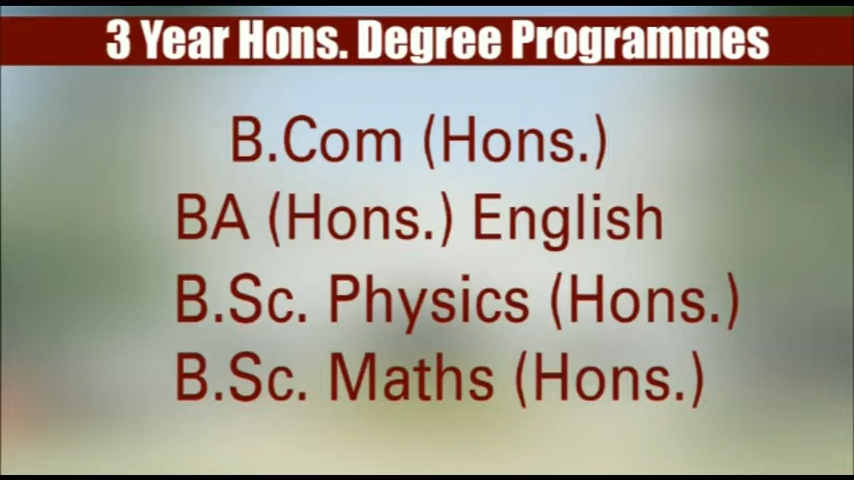 3 Year Hons. Degree Programmes
B.Com (Hons.)
BA (Hons.) English
B.Sc. Physics (Hons.)
B.Sc. Maths (Hons.)